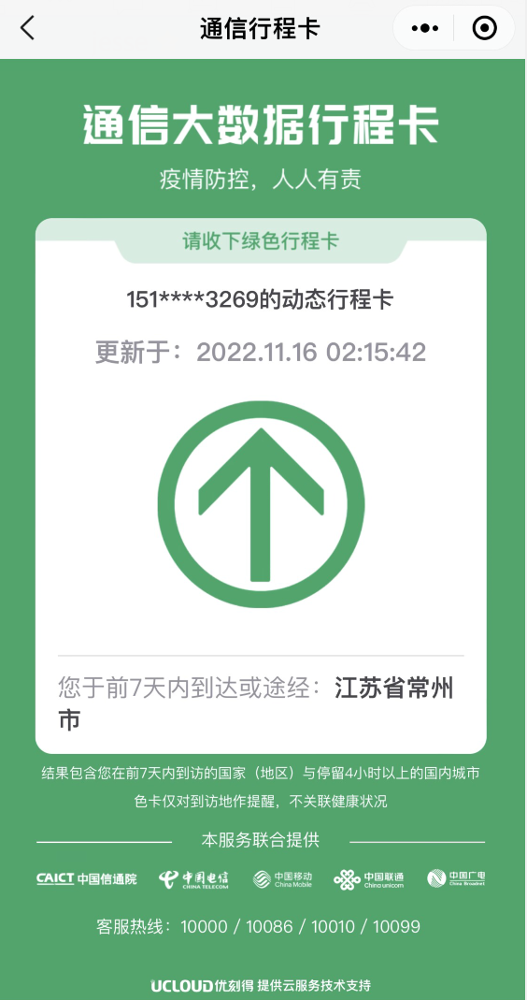 通信行程卡
通信大数据行程卡
疫情防控，人人有责
请收下绿色行程卡
151****3269的动态行程卡
更新于：2022.11.16 02:15:42
您于前7天内到达或途经：江苏省常州
市
结果包含您在前7天内到访的国家（地区）与停留4小时以上的国内城市
色卡仅对到访地作提醒，不关联健康状况
本服务联合提供
CAICT 中国信通院 中国电信 CHINA TELECOM 中国移动 China Mobile 中国联通 China unicom 中国广电 China Broadnet
客服热线：10000 / 10086 / 10010 / 10099
UCLOUD优刻得 提供云服务技术支持